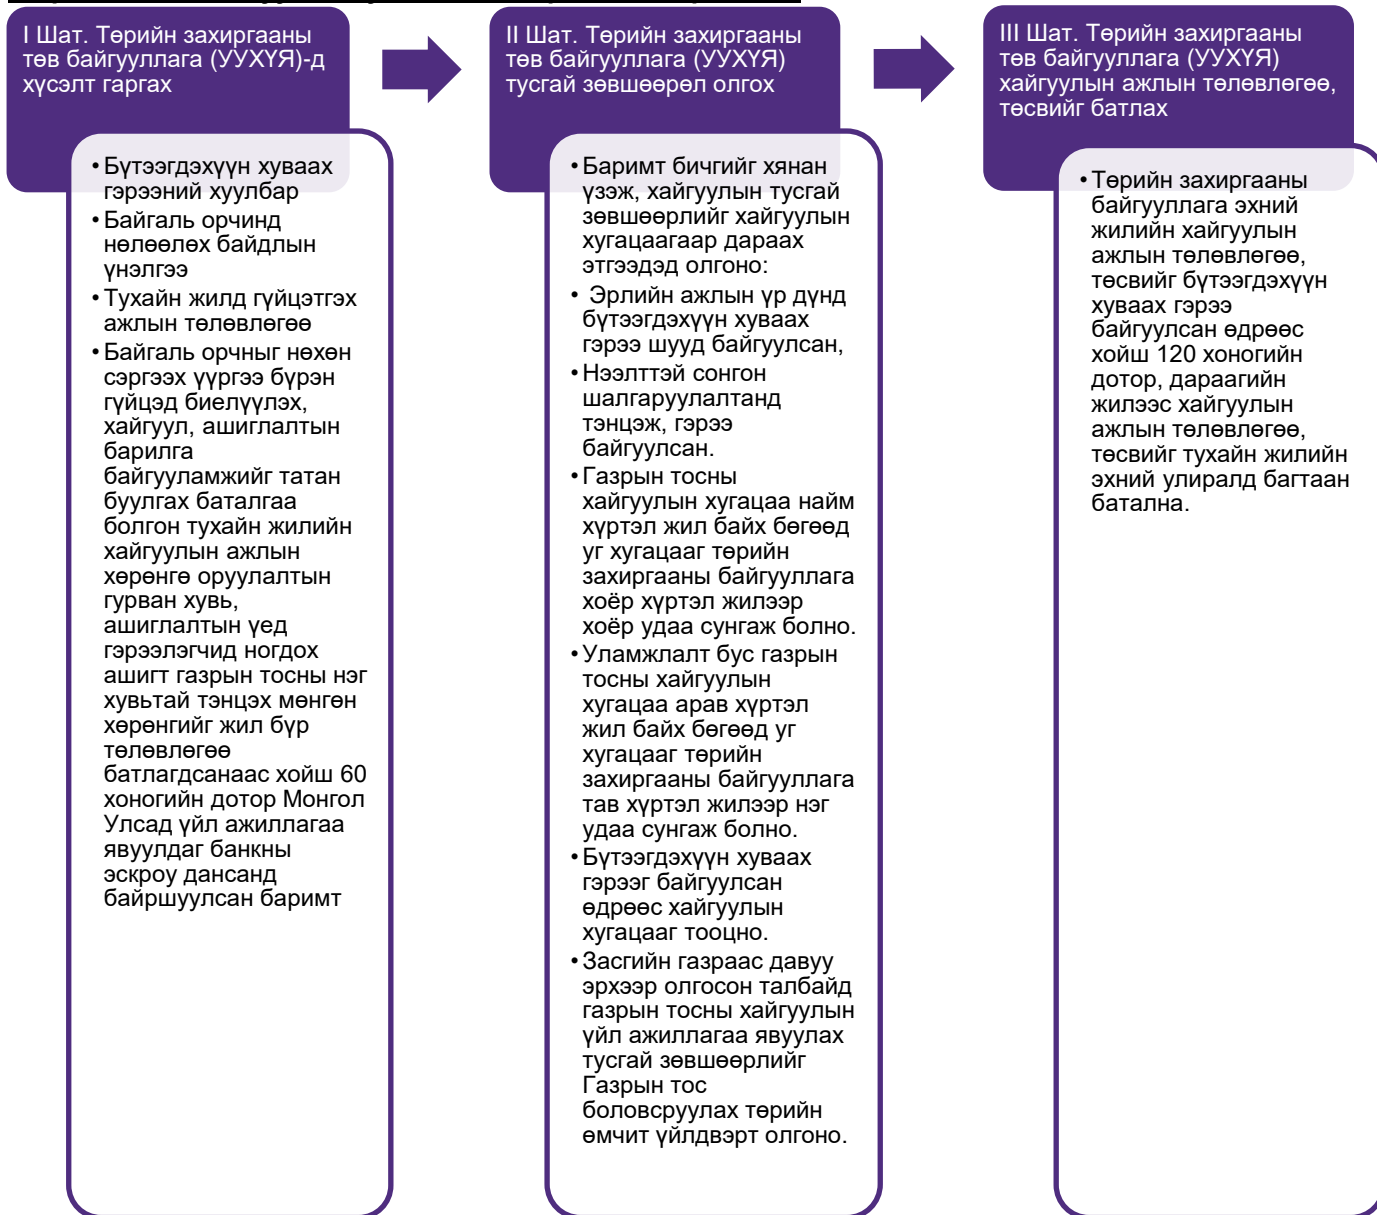 I Шат. Төрийн захиргааны
төв байгууллага (УУХҮЯ)-д
хүсэлт гаргах
• Бүтээгдэхүүн хуваах
гэрээний хуулбар
• Байгаль орчинд
нөлөөлөх байдлын
үнэлгээ
• Тухайн жилд гүйцэтгэх
ажлын төлөвлөгөө
• Байгаль орчныг нөхөн
сэргээх үүргээ бүрэн
гүйцэд биелүүлэх,
хайгуул, ашиглалтын
барилга
байгууламжийг татан
буулгах баталгаа
болгон тухайн жилийн
хайгуулын ажлын
хөрөнгө оруулалтын
гурван хувь,
ашиглалтын үед
гэрээлэгчид ногдох
ашигт газрын тосны нэг
хувьтай тэнцэх мөнгөн
хөрөнгийг жил бүр
төлөвлөгөө
батлагдсанаас хойш 60
хоногийн дотор Монгол
Улсад үйл ажиллагаа
явуулдаг банкны
эскроу дансанд
байршуулсан баримт
II Шат. Төрийн захиргааны
төв байгууллага (УУХҮЯ)
тусгай зөвшөөрөл олгох
• Баримт бичгийг хянан
үзэж, хайгуулын тусгай
зөвшөөрлийг хайгуулын
хугацаагаар дараах
этгээдэд олгоно:
• Эрлийн ажлын үр дүнд
бүтээгдэхүүн хуваах
гэрээ шууд байгуулсан,
• Нээлттэй сонгон
шалгаруулалтанд
тэнцэж, гэрээ
байгуулсан.
• Газрын тосны
хайгуулын хугацаа найм
хүртэл жил байх бөгөөд
уг хугацааг төрийн
захиргааны байгууллага
хоёр хүртэл жилээр
хоёр удаа сунгаж болно.
• Уламжлалт бус газрын
тосны хайгуулын
хугацаа арав хүртэл
жил байх бөгөөд уг
хугацааг төрийн
захиргааны байгууллага
тав хүртэл жилээр нэг
удаа сунгаж болно.
• Бүтээгдэхүүн хуваах
гэрээг байгуулсан
өдрөөс хайгуулын
хугацааг тооцно.
• Засгийн газраас давуу
эрхээр олгосон талбайд
газрын тосны хайгуулын
үйл ажиллагаа явуулах
тусгай зөвшөөрлийг
Газрын тос
боловсруулах төрийн
өмчит үйлдвэрт олгоно.
III Шат. Төрийн захиргааны
төв байгууллага (УУХҮЯ)
хайгуулын ажлын төлөвлөгөө,
төсвийг батлах
• Төрийн захиргааны
байгууллага эхний
жилийн хайгуулын
ажлын төлөвлөгөө,
төсвийг бүтээгдэхүүн
хуваах гэрээ
байгуулсан өдрөөс
хойш 120 хоногийн
дотор, дараагийн
жилээс хайгуулын
ажлын төлөвлөгөө,
төсвийг тухайн жилийн
эхний улиралд багтаан
батална.